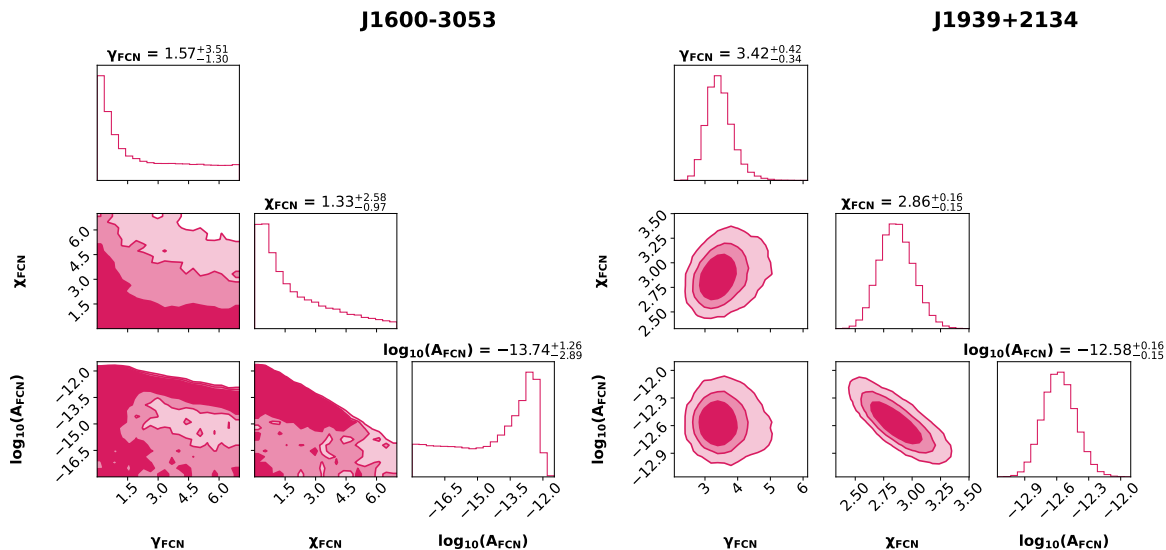 J1600-3053
J1939+2134
γFCN = 1.57+3.51−1.30
χFCN = 1.33+2.58−0.97
log10(AFCN) = −13.74+1.26−2.89
χFCN
6.0
4.5
3.0
1.5
log10(AFCN)
−12.0
−13.5
−15.0
−16.5
1.5 3.0 4.5 6.0
1.5 3.0 4.5 6.0
−16.5 −15.0 −13.5 −12.0
γFCN
χFCN
log10(AFCN)
γFCN = 3.42+0.42−0.34
χFCN = 2.86+0.16−0.15
log10(AFCN) = −12.58+0.16−0.15
χFCN
3.50
3.25
3.00
2.75
2.50
log10(AFCN)
−12.0
−12.3
−12.6
−12.9
3 4 5 6
2.50 2.75 3.00 3.25 3.50
−12.9 −12.6 −12.3 −12.0
γFCN
χFCN
log10(AFCN)